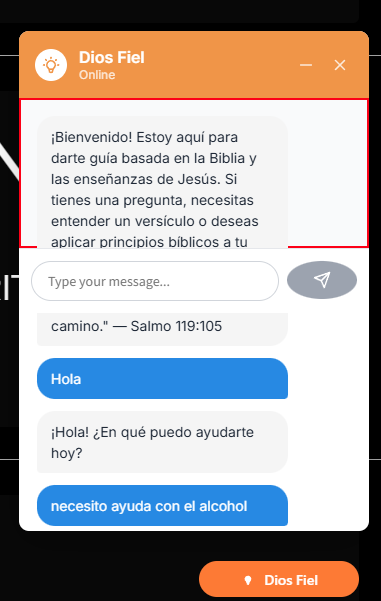 Dios Fiel
Online
¡Bienvenido! Estoy aquí para
darte guía basada en la Biblia y
las enseñanzas de Jesús. Si
tienes una pregunta, necesitas
entender un versículo o deseas
aplicar principios bíblicos a tu
Type your message...
camino." — Salmo 119:105
Hola
¡Hola! ¿En qué puedo ayudarte
hoy?
necesito ayuda con el alcohol
Dios Fiel